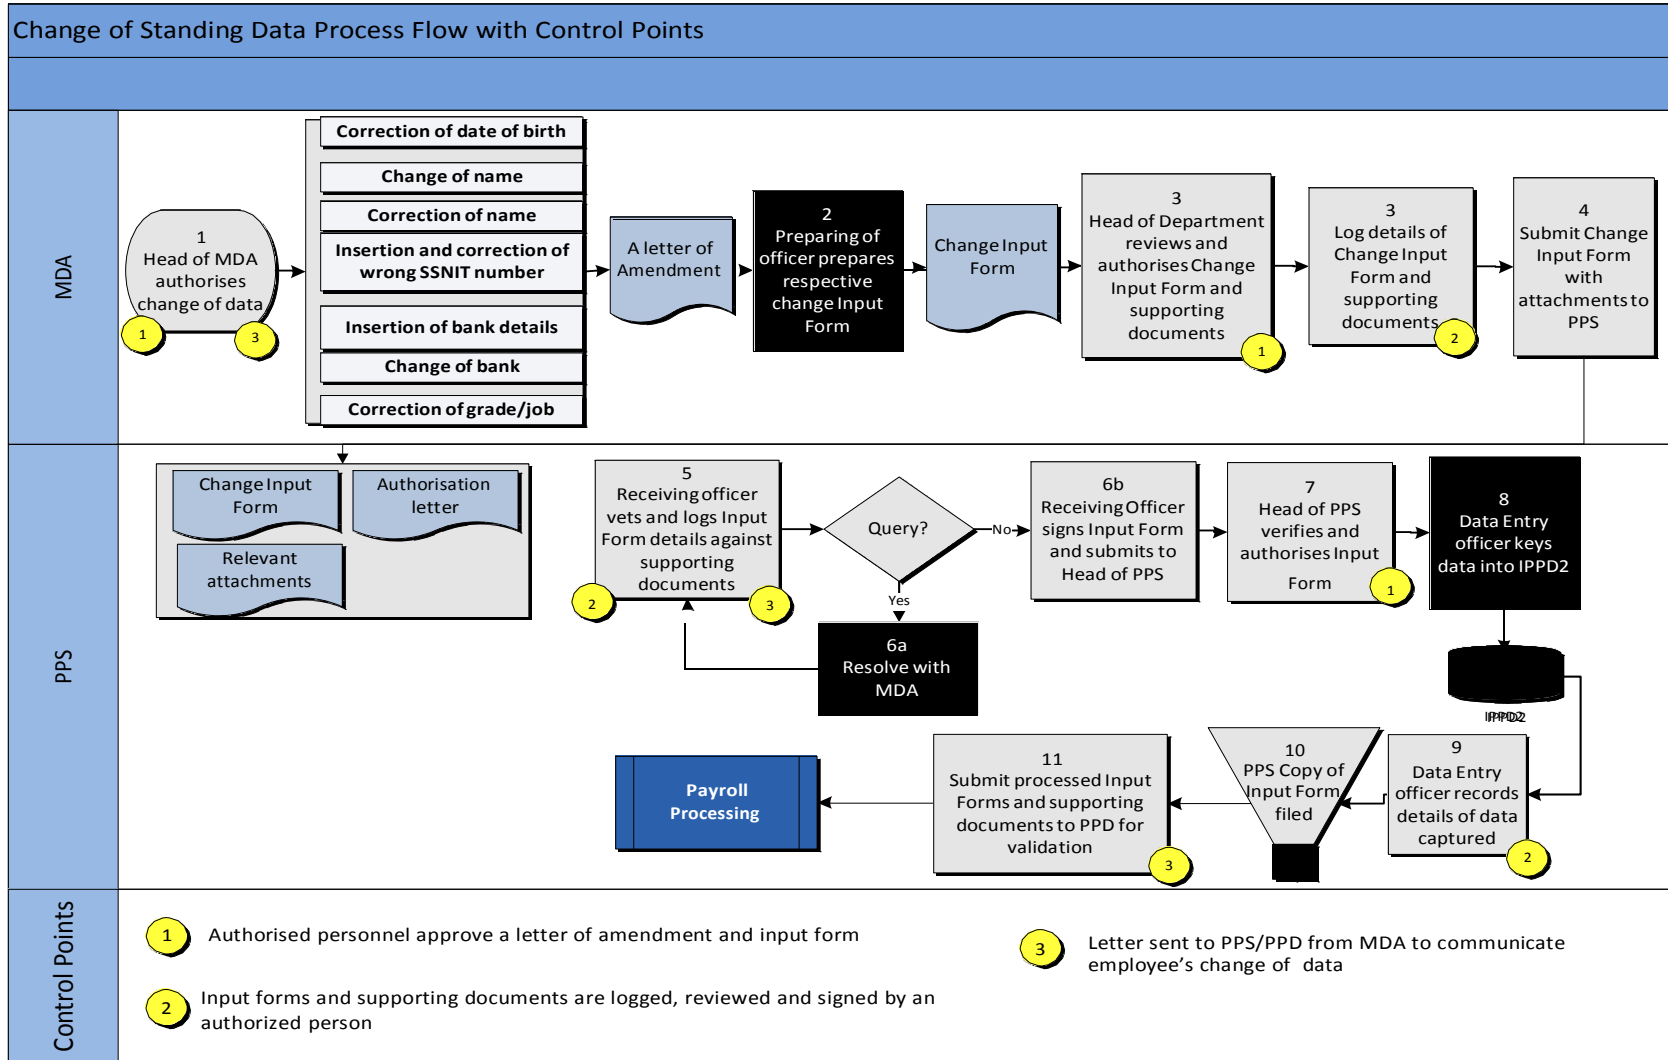 Change of Standing Data Process Flow with Control Points
MDA
1
Head of MDA
authorises
change of data
1
3
Correction of date of birth
Change of name
Correction of name
Insertion and correction of
wrong SSNIT number
Insertion of bank details
Change of bank
Correction of grade/job
A letter of
Amendment
2
Preparing of
officer prepares
respective
change Input
Form
Change Input
Form
3
Head of Department
reviews and
authorises Change
Input Form and
supporting
documents
1
3
Log details of
Change Input
Form and
supporting
documents
2
4
Submit Change
Input Form
with
attachments to
PPS
PPS
Change Input
Form
Authorisation
letter
Relevant
attachments
5
Receiving officer
vets and logs Input
Form details against
supporting
documents
2
3
Query?
No
Yes
6a
Resolve with
MDA
6b
Receiving Officer
signs Input Form
and submits to
Head of PPS
7
Head of PPS
verifies and
authorises Input
Form
1
8
Data Entry
officer keys
data into IPPD2
IPPD2
9
Data Entry
officer records
details of data
captured
2
10
PPS Copy of
Input Form
filed
11
Submit processed Input
Forms and supporting
documents to PPD for
validation
3
Payroll
Processing
Control Points
1
Authorised personnel approve a letter of amendment and input form
2
Input forms and supporting documents are logged, reviewed and signed by an
authorized person
3
Letter sent to PPS/PPD from MDA to communicate
employee’s change of data